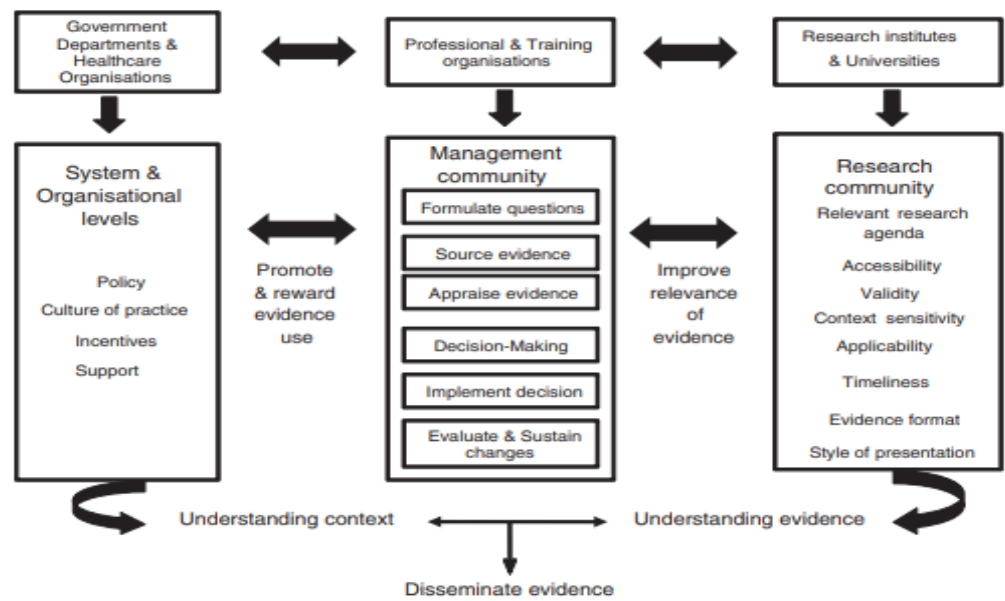 Government
Departments &
Healthcare
Organisations
Professional & Training
organisations
Research institutes
& Universities
System &
Organisational
levels
Policy
Culture of practice
Incentives
Support
Promote
& reward
evidence
use
Management
community
Formulate questions
Source evidence
Appraise evidence
Decision-Making
Implement decision
Evaluate & Sustain
changes
Improve
relevance
of
evidence
Research
community
Relevant research
agenda
Accessibility
Validity
Context sensitivity
Applicability
Timeliness
Evidence format
Style of presentation
Understanding context
Understanding evidence
Disseminate evidence